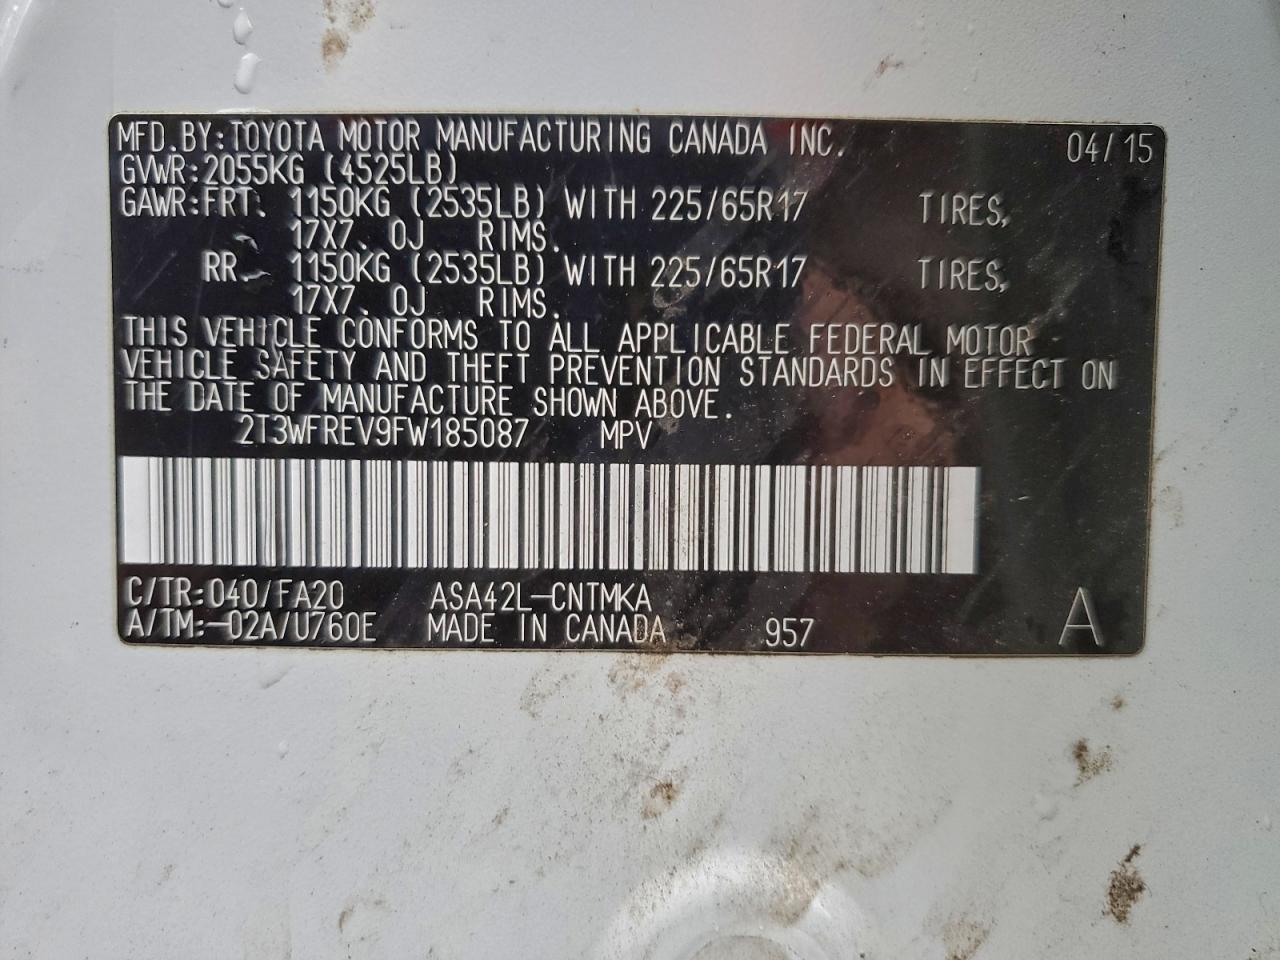 MFD.BY:TOYOTA MOTOR MANUFACTURING CANADA INC. 04/15
GVWR:2055KG (4525LB)
GAWR:FRT. 1150KG (2535LB) WITH 225/65R17 TIRES,
17X7.0J RIMS.
RR. 1150KG (2535LB) WITH 225/65R17 TIRES,
17X7.0J RIMS.
THIS VEHICLE CONFORMS TO ALL APPLICABLE FEDERAL MOTOR
VEHICLE SAFETY AND THEFT PREVENTION STANDARDS IN EFFECT ON
THE DATE OF MANUFACTURE SHOWN ABOVE.
2T3WFREV9FW185087 MPV
C/TR:040/FA20 ASA42L-CNTMKA
A/TM:-02A/U760E MADE IN CANADA 957 A